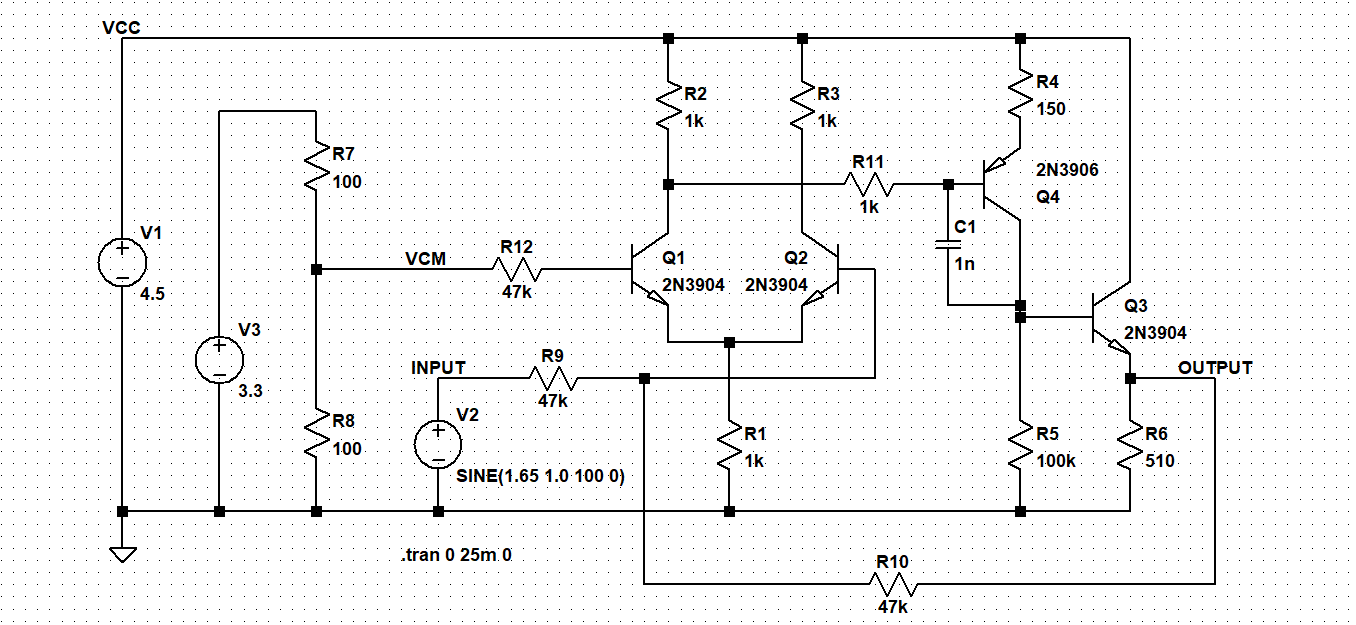 VCC
R2
1k
R3
1k
R4
150
R7
100
R11
1k
2N3906
Q4
V1
4.5
C1
1n
VCM
R12
47k
Q1
2N3904
Q2
2N3904
Q3
2N3904
V3
3.3
INPUT
R9
47k
OUTPUT
V2
SINE(1.65 1.0 100 0)
R8
100
R1
1k
R5
100k
R6
510
.tran 0 25m 0
R10
47k